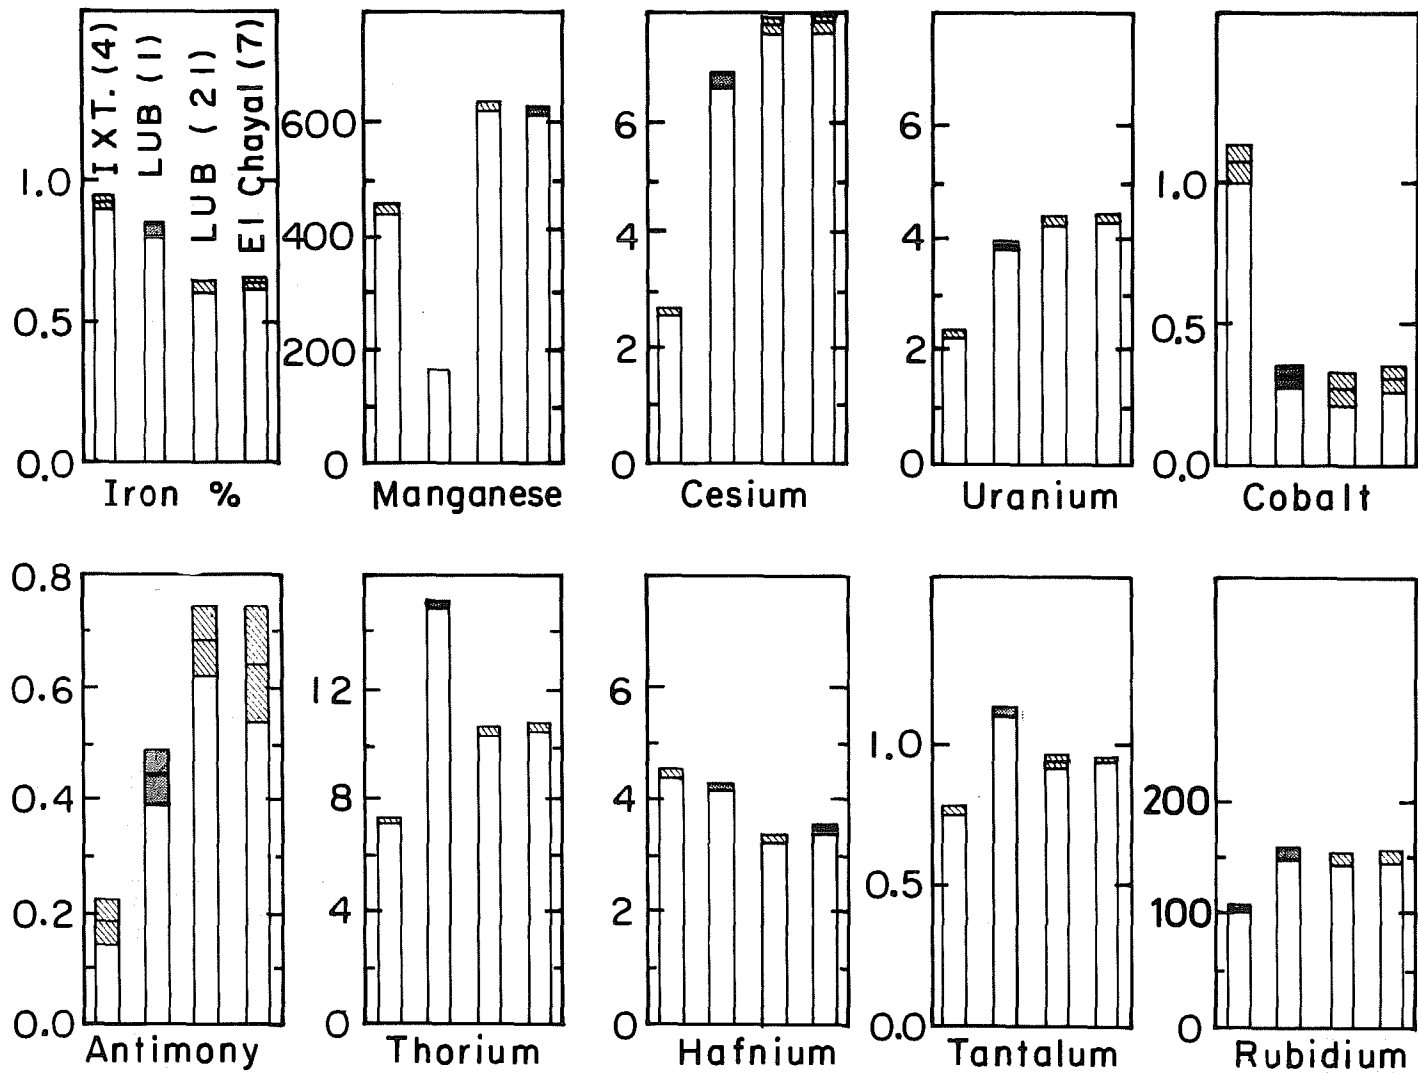 IXT. (4)
LUB (1)
LUB (21)
El Chayal (7)
1.0
0.5
0.0
Iron %
600
400
200
0
Manganese
6
4
2
0
Cesium
6
4
2
0
Uranium
1.0
0.5
0.0
Cobalt
0.8
0.6
0.4
0.2
0.0
Antimony
12
8
4
0
Thorium
6
4
2
0
Hafnium
1.0
0.5
0.0
Tantalum
200
100
0
Rubidium